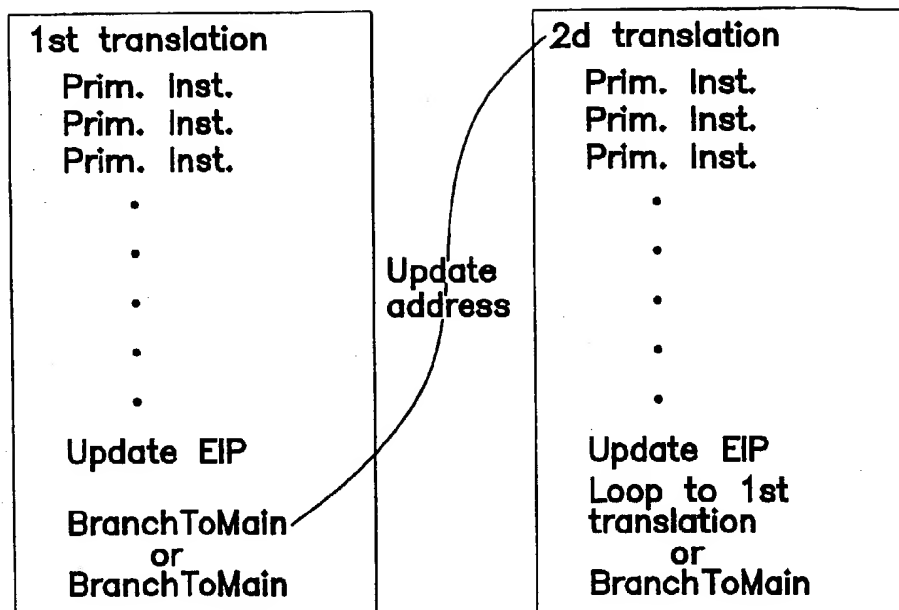 1st translation
Prim. Inst.
Prim. Inst.
Prim. Inst.
Update EIP
BranchToMain
or
BranchToMain
Update
address
2d translation
Prim. Inst.
Prim. Inst.
Prim. Inst.
Update EIP
Loop to 1st
translation
or
BranchToMain